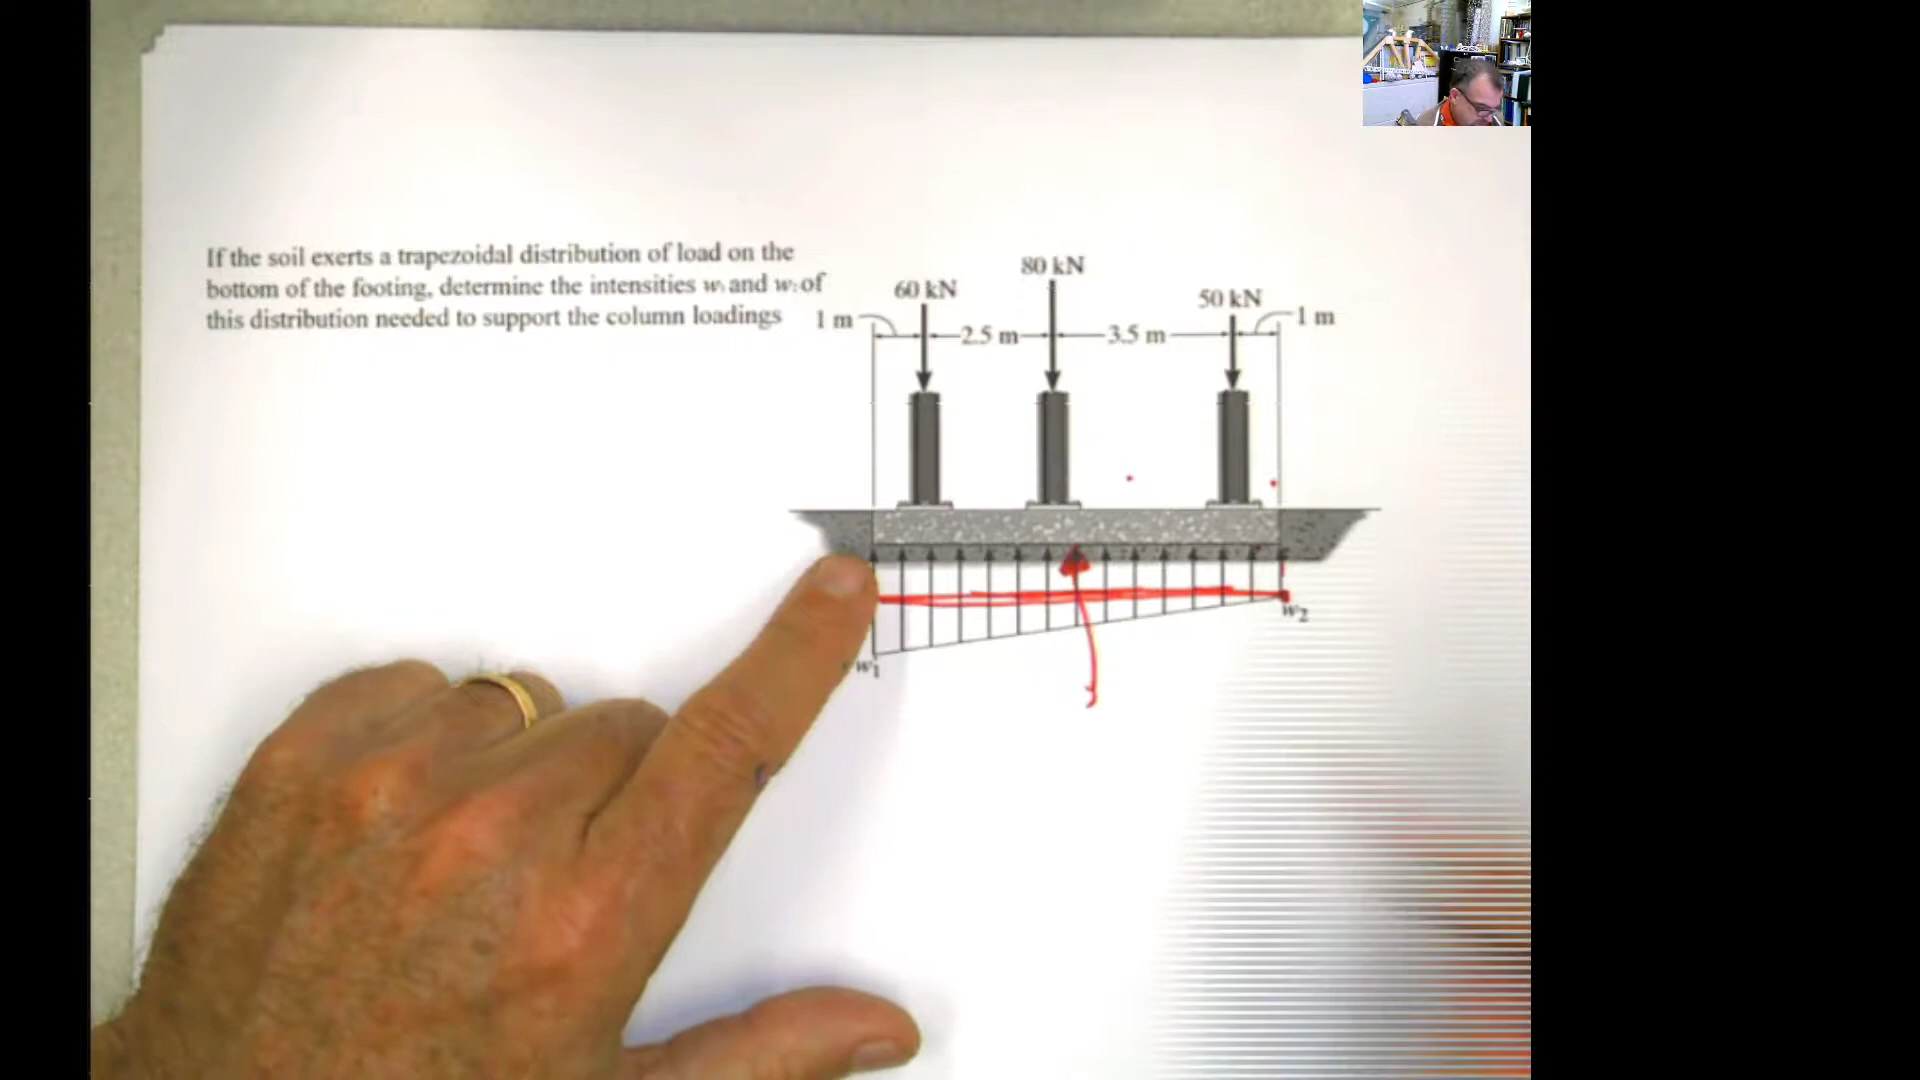 If the soil exerts a trapezoidal distribution of load on the
bottom of the footing, determine the intensities w₁ and w₂ of
this distribution needed to support the column loadings
80 kN
60 kN
50 kN
1 m
2.5 m
3.5 m
1 m
w₂
w₁